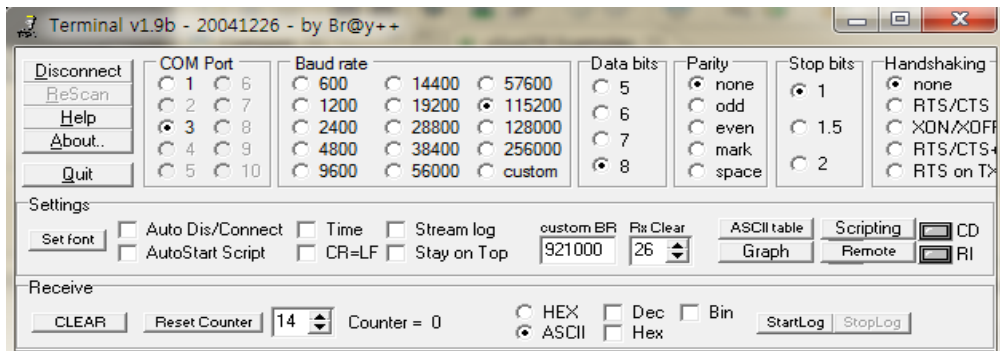 Terminal v1.9b - 20041226 - by Br@y++
Disconnect
ReScan
Help
About..
Quit
COM Port
1 6
2 7
3 8
4 9
5 10
Baud rate
600 14400 57600
1200 19200 115200
2400 28800 128000
4800 38400 256000
9600 56000 custom
Data bits
5
6
7
8
Parity
none
odd
even
mark
space
Stop bits
1
1.5
2
Handshaking
none
RTS/CTS
XON/XOFF
RTS/CTS+
RTS on TX
Settings
Set font
Auto Dis/Connect Time Stream log
AutoStart Script CR=LF Stay on Top
custom BR Rx Clear
921000 26
ASCII table Scripting CD
Graph Remote RI
Receive
CLEAR Reset Counter 14 Counter = 0
HEX Dec Bin
ASCII Hex
StartLog StopLog